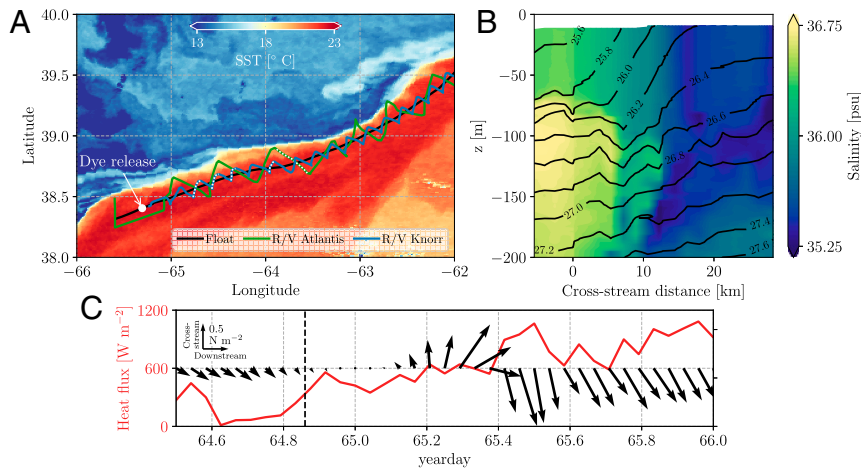 A
40.0
39.5
39.0
38.5
38.0
Latitude
13 18 23
SST [° C]
Dye release
Float R/V Atlantis R/V Knorr
−66 −65 −64 −63 −62
Longitude
B
0
−50
−100
−150
−200
z [m]
25.6
25.8
26.0
26.2
26.4
26.6
26.8
27.0
27.2
27.4
27.6
0 10 20
Cross-stream distance [km]
36.75
36.00
35.25
Salinity [psu]
C
1200
600
0
Heat flux [W m−2]
Cross-
stream
0.5
N m−2
Downstream
64.6 64.8 65.0 65.2 65.4 65.6 65.8 66.0
yearday